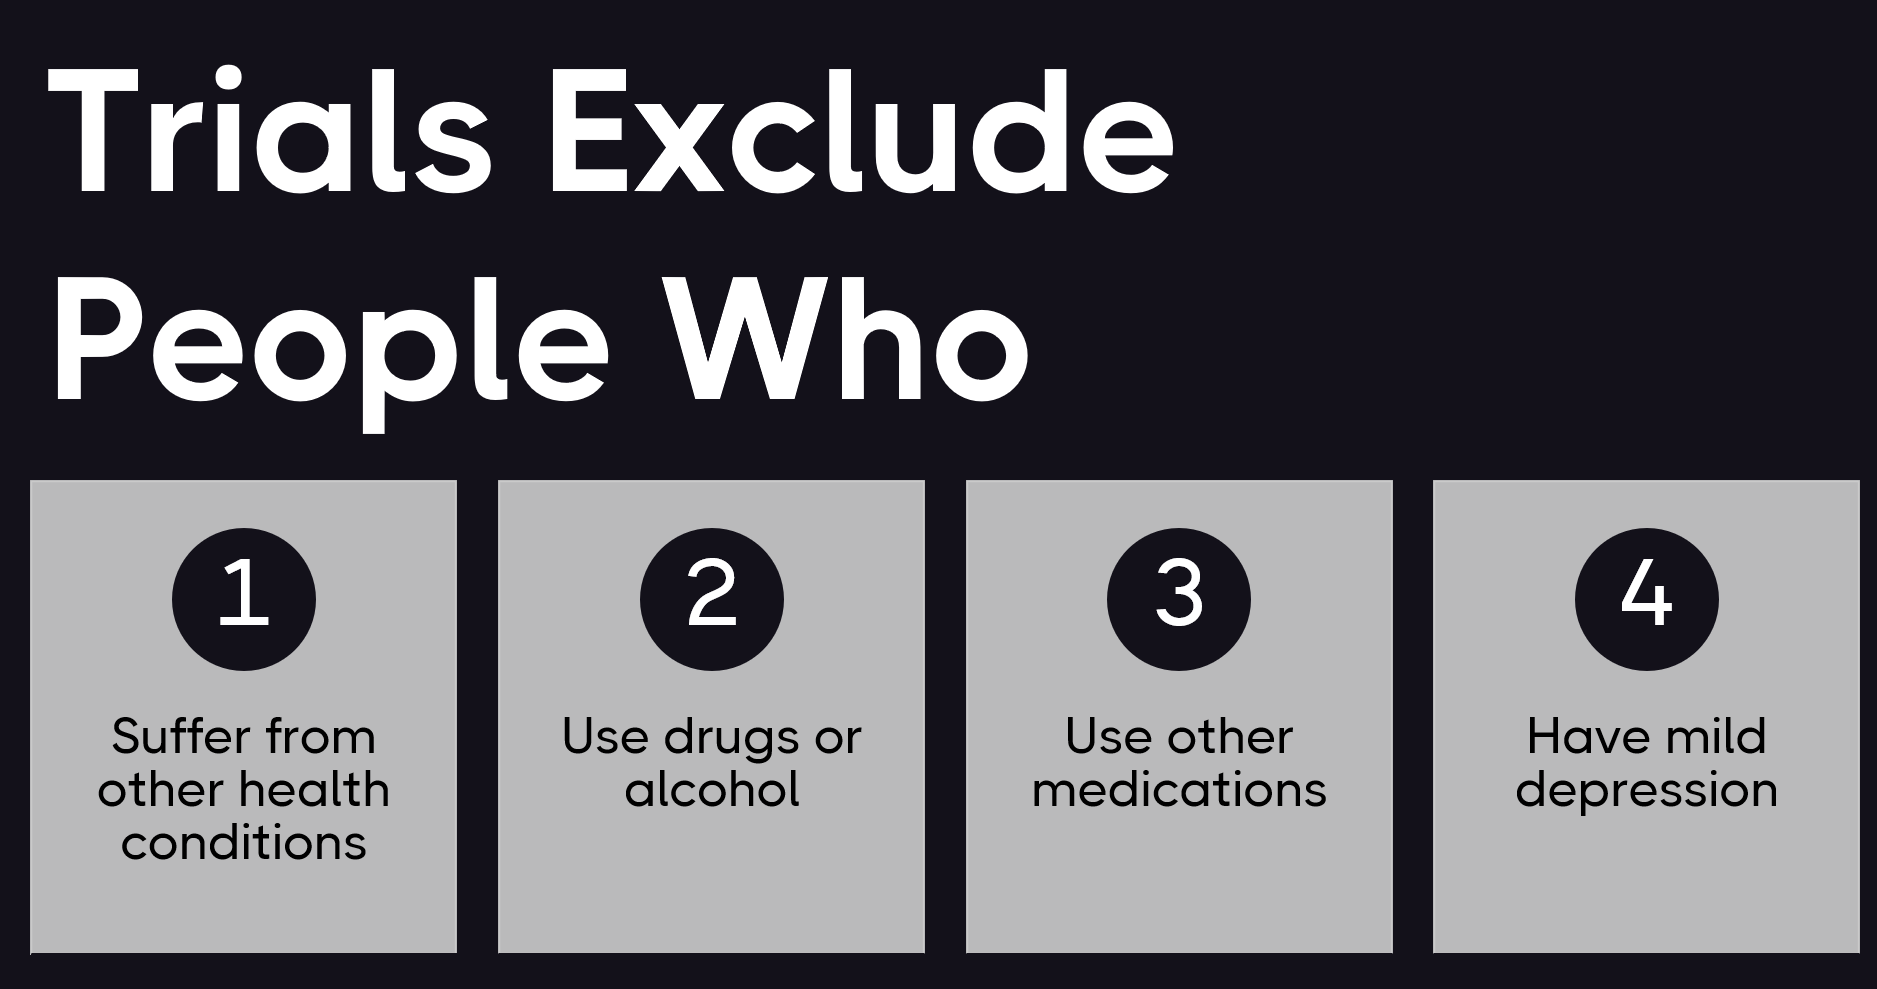 Trials Exclude
People Who
1
Suffer from
other health
conditions
2
Use drugs or
alcohol
3
Use other
medications
4
Have mild
depression